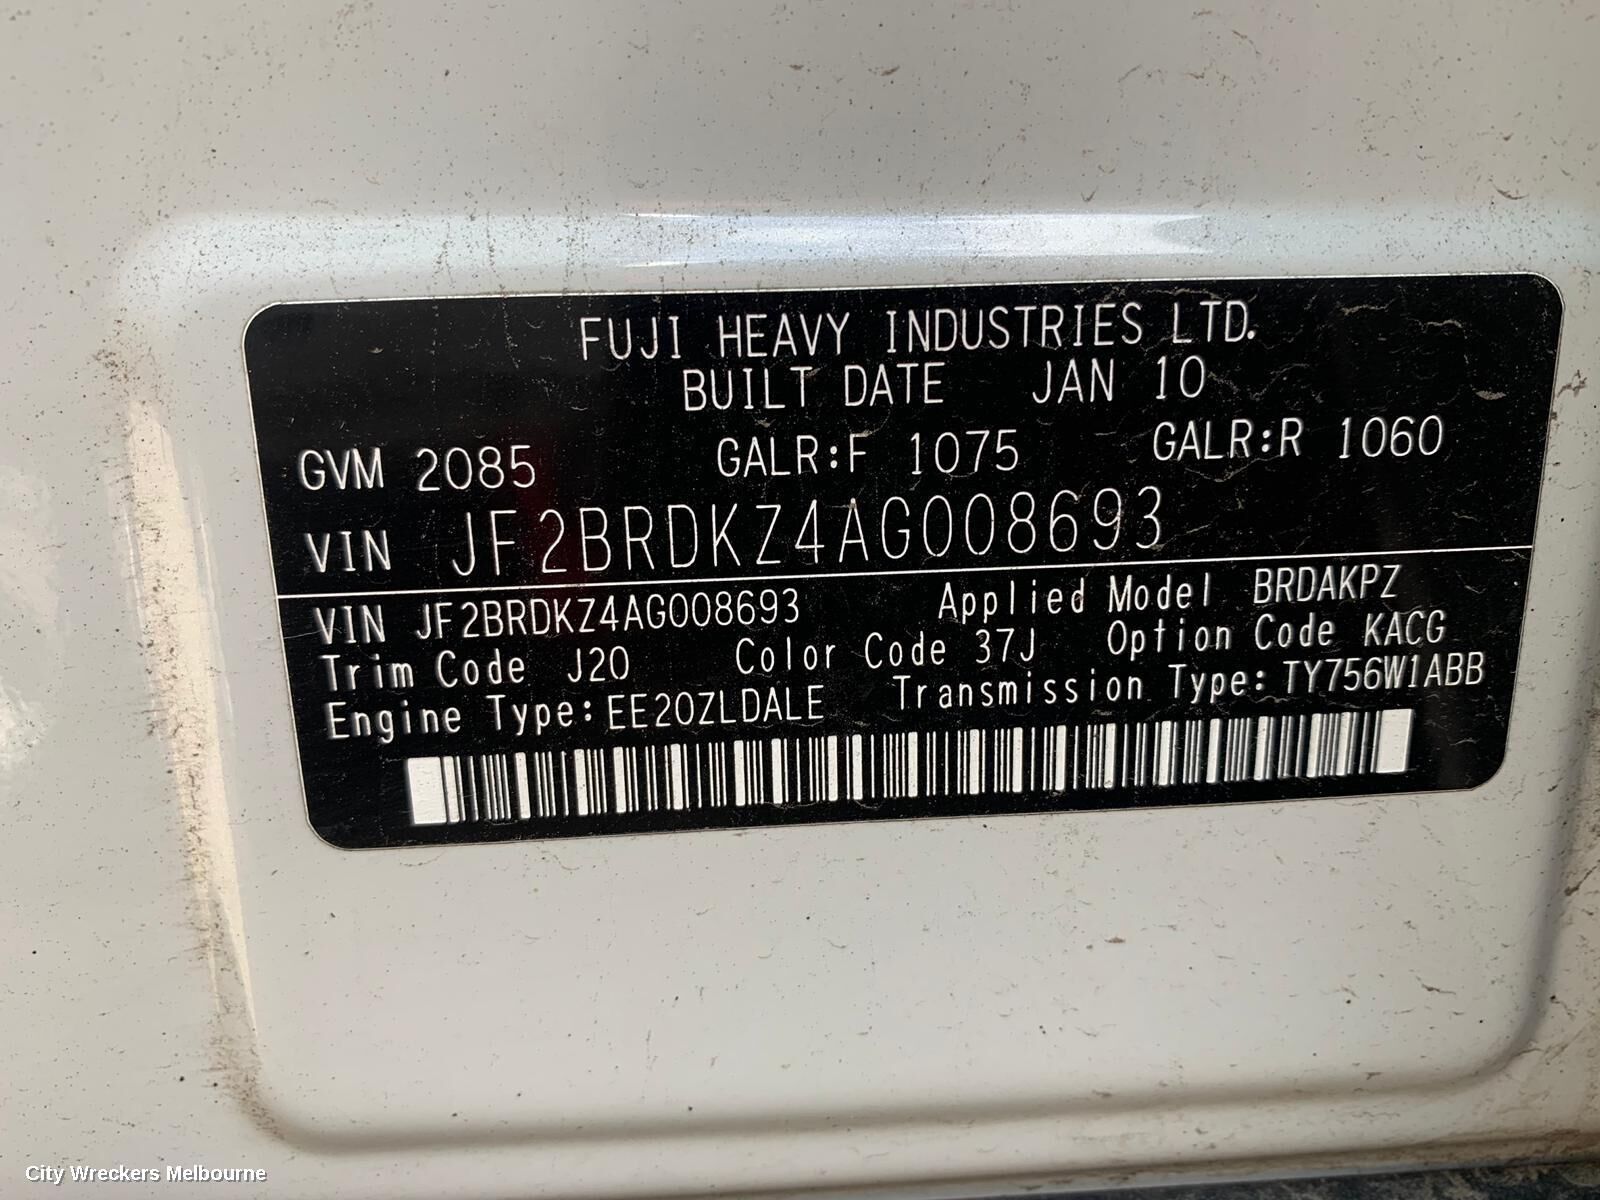 FUJI HEAVY INDUSTRIES LTD.
BUILT DATE JAN 10
GVM 2085 GALR:F 1075 GALR:R 1060
VIN JF2BRDKZ4AG008693
VIN JF2BRDKZ4AG008693 Applied Model BRDAKPZ
Trim Code J20 Color Code 37J Option Code KACG
Engine Type:EE20ZLDALE Transmission Type:TY756W1ABB
City Wreckers Melbourne